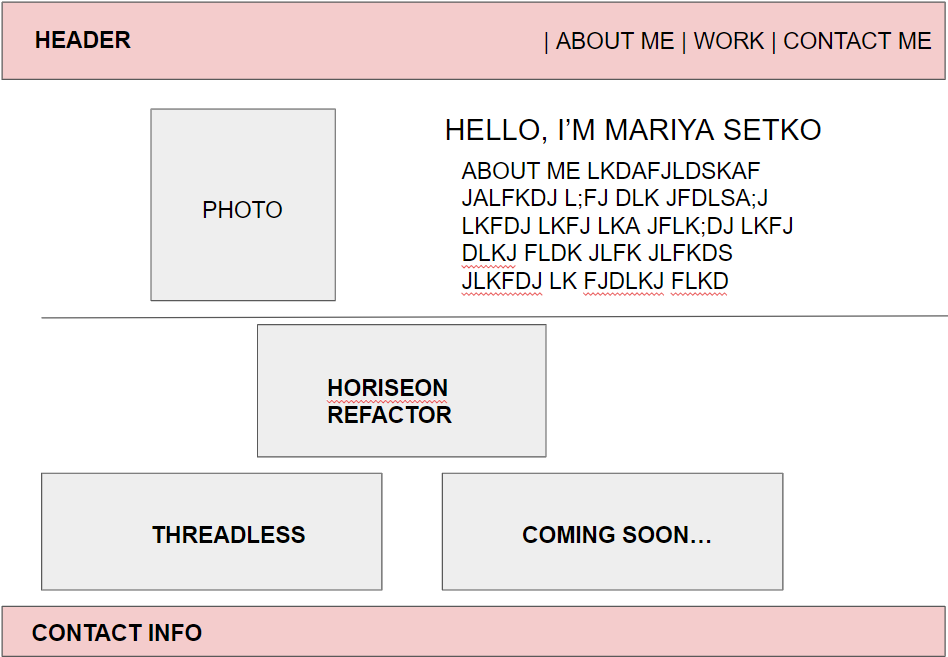 HEADER
| ABOUT ME | WORK | CONTACT ME
PHOTO
HELLO, I’M MARIYA SETKO
ABOUT ME LKDAFJLDSKAF
JALFKDJ L;FJ DLK JFDLSA;J
LKFDJ LKFJ LKA JFLK;DJ LKFJ
DLKJ FLDK JLFK JLFKDS
JLKFDJ LK FJDLKJ FLKD
HORISEON
REFACTOR
THREADLESS
COMING SOON…
CONTACT INFO